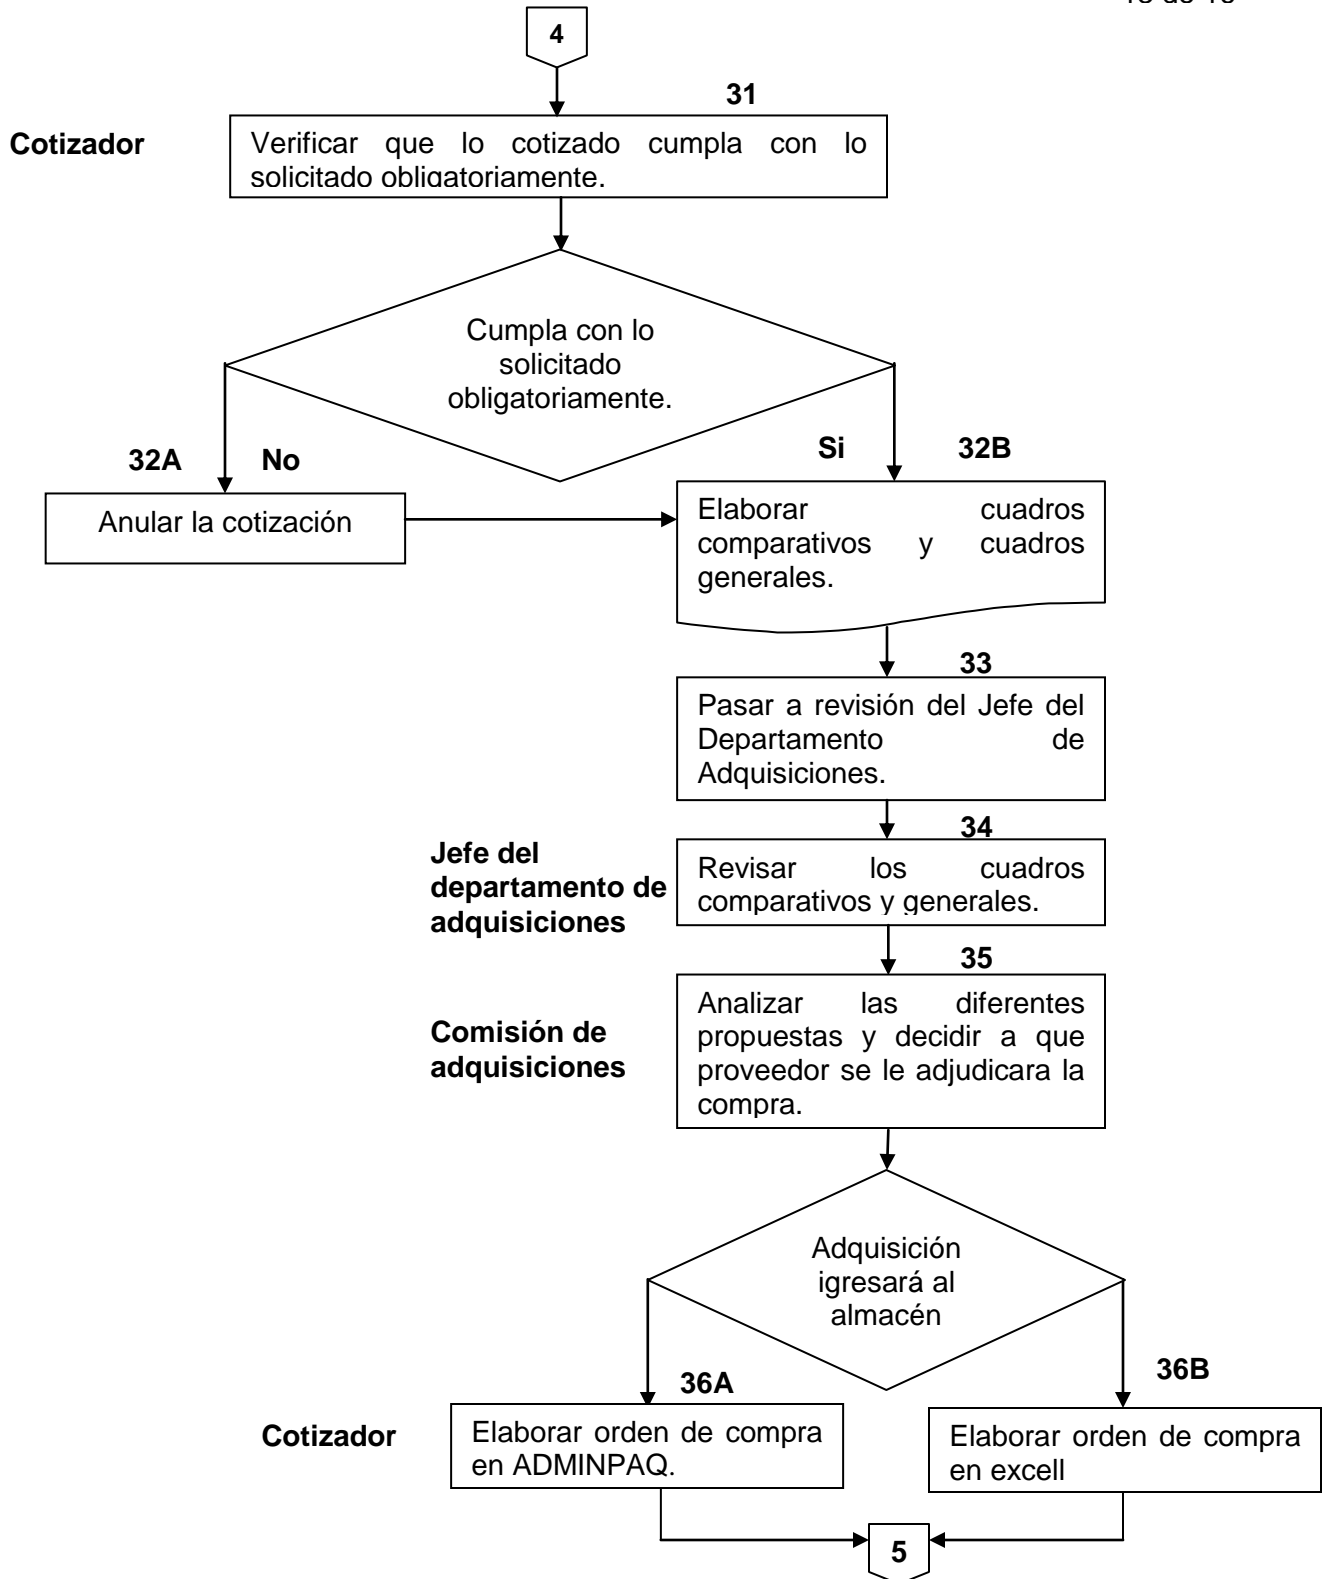 4
31
Cotizador
Verificar que lo cotizado cumpla con lo
solicitado obligatoriamente.
Cumpla con lo
solicitado
obligatoriamente.
32A
No
Si
32B
Anular la cotización
Elaborar cuadros
comparativos y cuadros
generales.
33
Pasar a revisión del Jefe del
Departamento de
Adquisiciones.
34
Jefe del
departamento de
adquisiciones
Revisar los cuadros
comparativos y generales.
35
Comisión de
adquisiciones
Analizar las diferentes
propuestas y decidir a que
proveedor se le adjudicara la
compra.
Adquisición
igresará al
almacén
36A
36B
Cotizador
Elaborar orden de compra
en ADMINPAQ.
Elaborar orden de compra
en excell
5